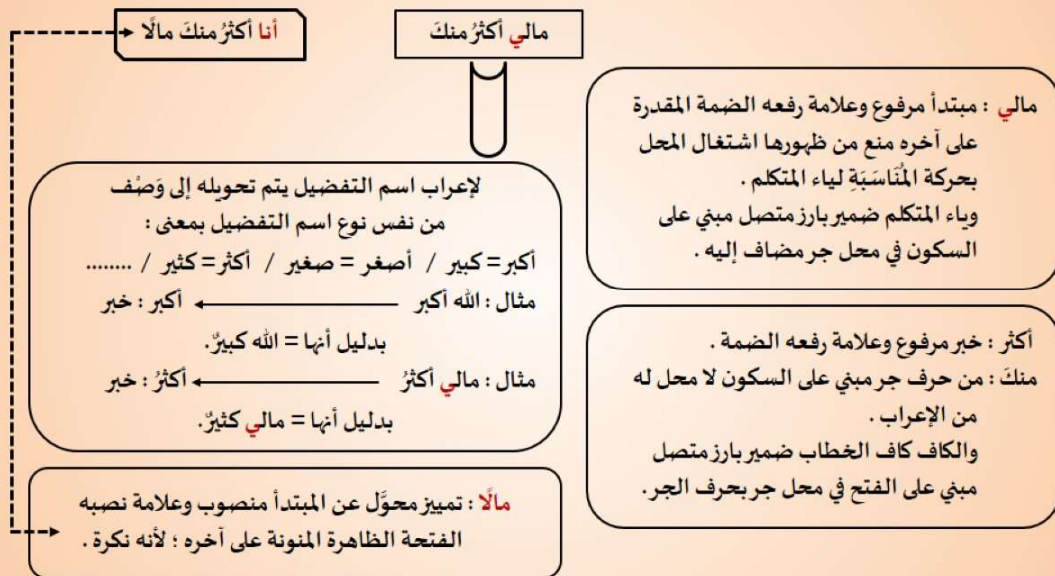 مالي أكثرُ منكَ
أنا أكثرُ منكَ مالًا
مالي : مبتدأ مرفوع وعلامة رفعه الضمة المقدرة
على آخره منع من ظهورها اشتغال المحل
بحركة المُنَاسَبَةِ لياء المتكلم .
وياء المتكلم ضمير بارز متصل مبني على
السكون في محل جر مضاف إليه .
أكثر : خبر مرفوع وعلامة رفعه الضمة .
منكَ : من حرف جر مبني على السكون لا محل له
من الإعراب .
والكاف كاف الخطاب ضمير بارز متصل
مبني على الفتح في محل جر بحرف الجر.
لإعراب اسم التفضيل يتم تحويله إلى وَصْف
من نفس نوع اسم التفضيل بمعنى :
أكبر = كبير / أصغر = صغير / أكثر = كثير / ........
مثال : الله أكبر أكبر : خبر
بدليل أنها = الله كبيرٌ.
مثال : مالي أكثرُ أكثرُ : خبر
بدليل أنها = مالي كثيرٌ.
مالًا : تمييز محوَّل عن المبتدأ منصوب وعلامة نصبه
الفتحة الظاهرة المنونة على آخره ؛ لأنه نكرة .